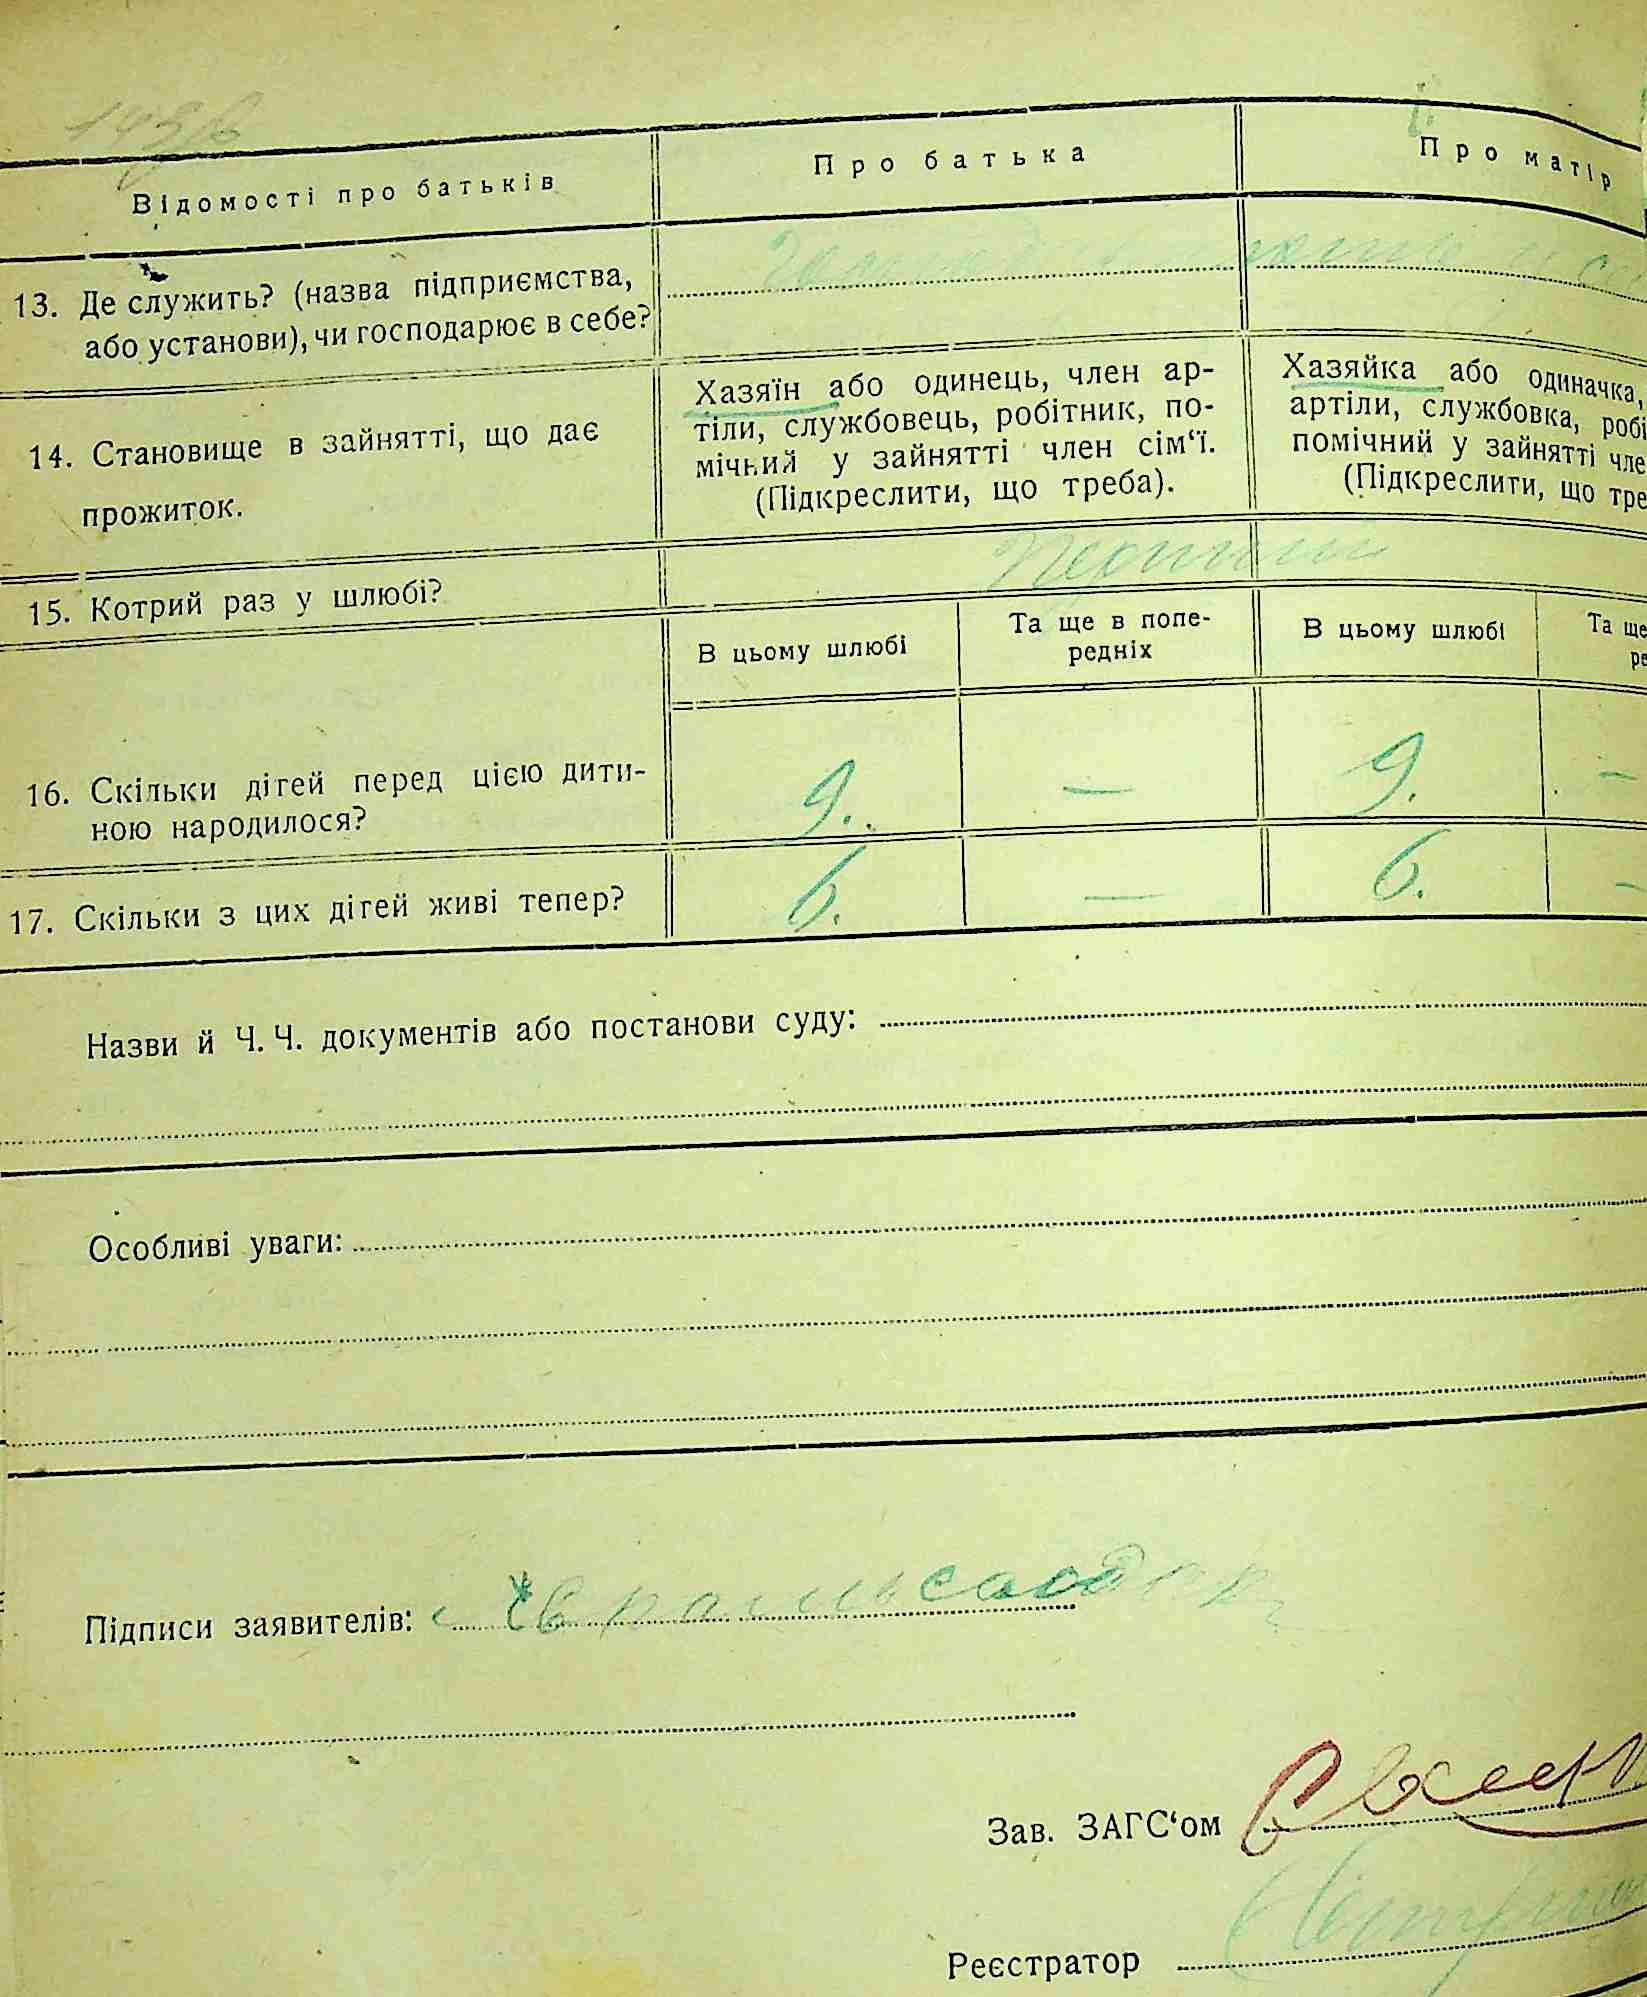 Відомості про батьків
Про батька
Про матір
13. Де служить? (назва підприємства,
або установи), чи господарює в себе?
14. Становище в зайнятті, що дає
прожиток.
Хазяїн або одинець, член ар-
тіли, службовець, робітник, по-
мічний у зайнятті член сім‘ї.
(Підкреслити, що треба).
Хазяйка або одиначка,
артіли, службовка, робі
помічний у зайнятті чле
(Підкреслити, що тре
15. Котрий раз у шлюбі?
Перший
В цьому шлюбі
Та ще в попе-
редніх
В цьому шлюбі
Та ще
ре
16. Скільки дітей перед цією дити-
ною народилося?
9.
—
9.
—
17. Скільки з цих дітей живі тепер?
6.
—
6.
—
Назви й Ч. Ч. документів або постанови суду:
Особливі уваги:
Підписи заявителів:
Зав. ЗАГС‘ом
Реєстратор